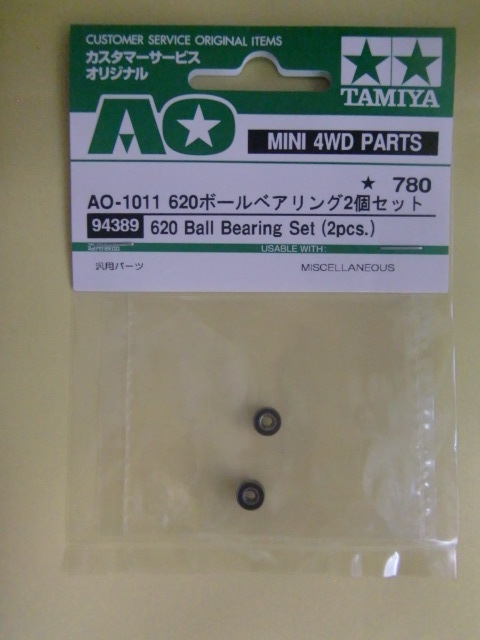 CUSTOMER SERVICE ORIGINAL ITEMS
カスタマーサービス
オリジナル
TAMIYA
AO
MINI 4WD PARTS
★ 780
AO-1011 620ボールベアリング2個セット
94389 620 Ball Bearing Set (2pcs.)
USABLE WITH:
汎用パーツ MISCELLANEOUS